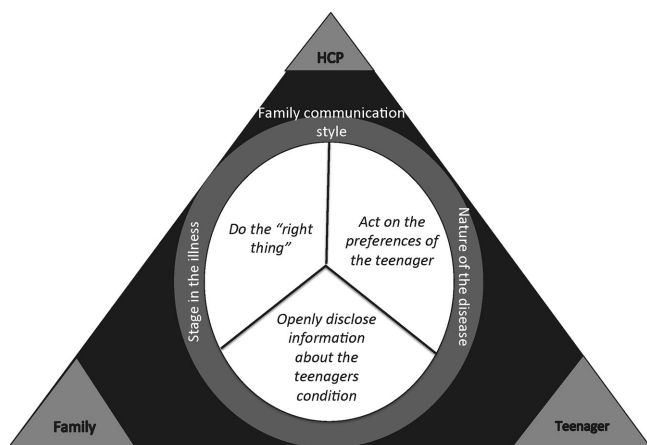 HCP
Family communication
style
Stage in the illness
Nature of the disease
Do the “right
thing”
Act on the
preferences of
the teenager
Openly disclose
information
about the
teenagers
condition
Family
Teenager